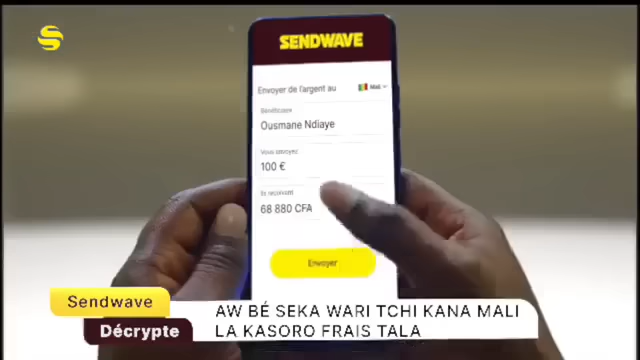 SENDWAVE
Envoyer de l'argent au Mali
Bénéficiaire
Ousmane Ndiaye
Vous envoyez
100 €
Ils reçoivent
68 880 CFA
Envoyer
Sendwave
Décrypte
AW BÉ SEKA WARI TCHI KANA MALI
LA KASORO FRAIS TALA